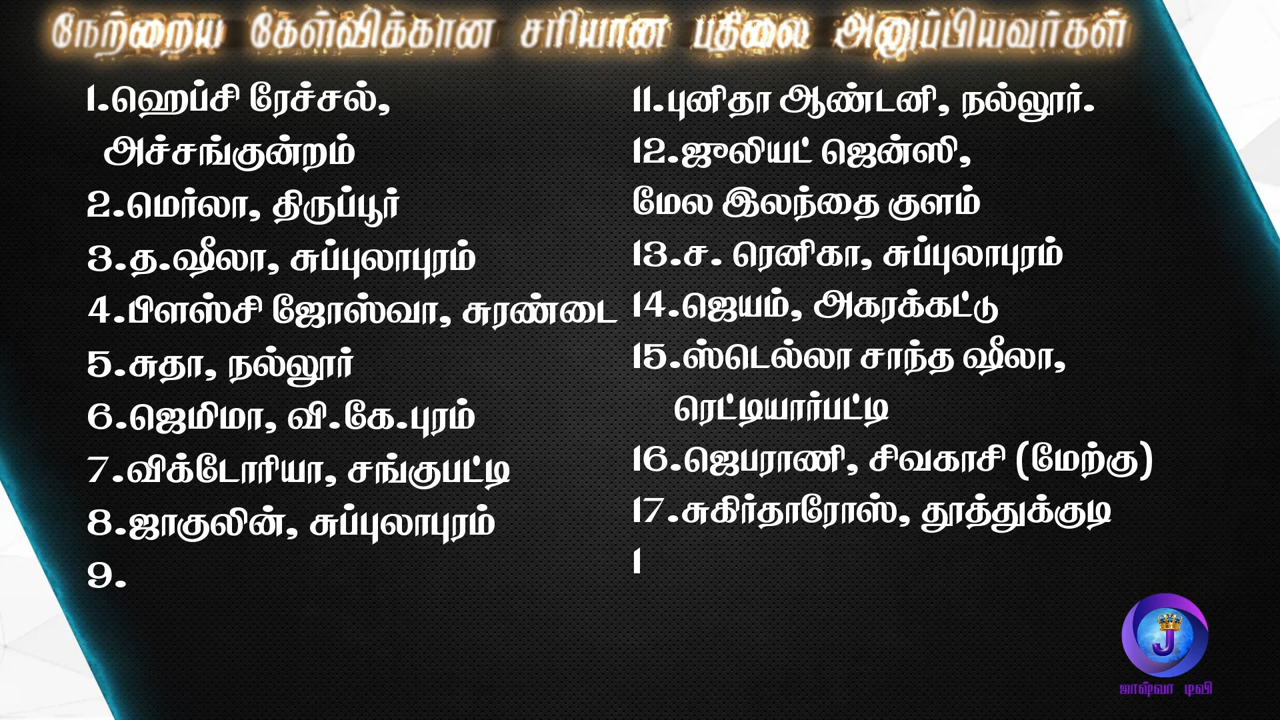 நேற்றைய கேள்விக்கான சரியான பதிலை அனுப்பியவர்கள்
1.ஹெப்சி ரேச்சல்,
அச்சங்குன்றம்
2.மெர்லா, திருப்பூர்
3.த.ஷீலா, சுப்புலாபுரம்
4.பிளஸ்சி ஜோஸ்வா, சுரண்டை
5.சுதா, நல்லூர்
6.ஜெமிமா, வி.கே.புரம்
7.விக்டோரியா, சங்குபட்டி
8.ஜாகுலின், சுப்புலாபுரம்
9.
11.புனிதா ஆண்டனி, நல்லூர்.
12.ஜுலியட் ஜென்ஸி,
மேல இலந்தை குளம்
13.ச. ரெனிகா, சுப்புலாபுரம்
14.ஜெயம், அகரக்கட்டு
15.ஸ்டெல்லா சாந்த ஷீலா,
ரெட்டியார்பட்டி
16.ஜெபராணி, சிவகாசி (மேற்கு)
17.சுகிர்தாரோஸ், தூத்துக்குடி
1
J
ஜாஷ்வா டிவி